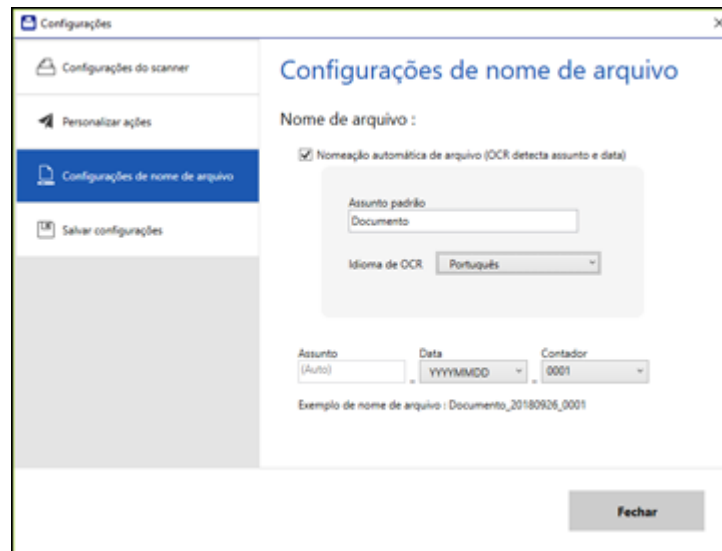 Configurações
Configurações do scanner
Personalizar ações
Configurações de nome de arquivo
Salvar configurações
Configurações de nome de arquivo
Nome de arquivo :
Nomeação automática de arquivo (OCR detecta assunto e data)
Assunto padrão
Documento
Idioma de OCR Português
Assunto Data Contador
(Auto) _ YYYYMMDD _ 0001
Exemplo de nome de arquivo : Documento_20180926_0001
Fechar